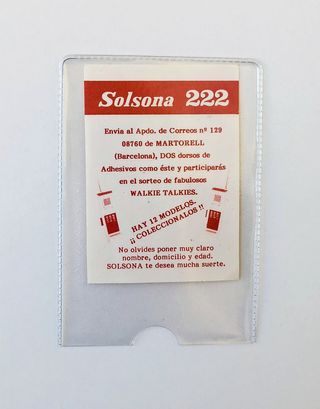 Solsona 222
Envia al Apdo. de Correos nº 129
08760 de MARTORELL
(Barcelona), DOS dorsos de
Adhesivos como éste y participarás
en el sorteo de fabulosos
WALKIE TALKIES.
HAY 12 MODELOS.
¡¡ COLECCIONALOS !!
No olvides poner muy claro
nombre, domicilio y edad.
SOLSONA te desea mucha suerte.